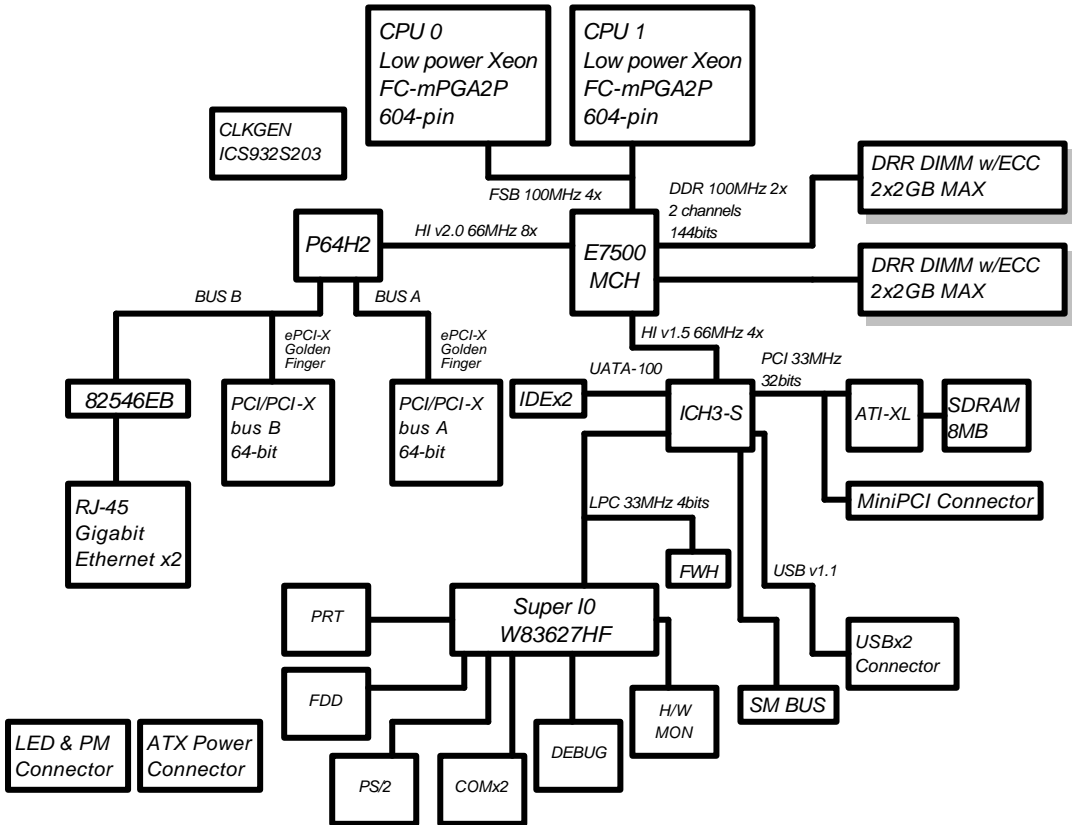 CPU 0
Low power Xeon
FC-mPGA2P
604-pin
CPU 1
Low power Xeon
FC-mPGA2P
604-pin
CLKGEN
ICS932S203
DRR DIMM w/ECC
2x2GB MAX
FSB 100MHz 4x
DDR 100MHz 2x
2 channels
144bits
P64H2
HI v2.0 66MHz 8x
E7500
MCH
DRR DIMM w/ECC
2x2GB MAX
BUS B
BUS A
ePCI-X
Golden
Finger
ePCI-X
Golden
Finger
HI v1.5 66MHz 4x
UATA-100
PCI 33MHz
32bits
82546EB
PCI/PCI-X
bus B
64-bit
PCI/PCI-X
bus A
64-bit
IDEx2
ICH3-S
ATI-XL
SDRAM
8MB
RJ-45
Gigabit
Ethernet x2
LPC 33MHz 4bits
MiniPCI Connector
FWH
USB v1.1
PRT
Super I0
W83627HF
USBx2
Connector
FDD
H/W
MON
SM BUS
LED & PM
Connector
ATX Power
Connector
PS/2
COMx2
DEBUG